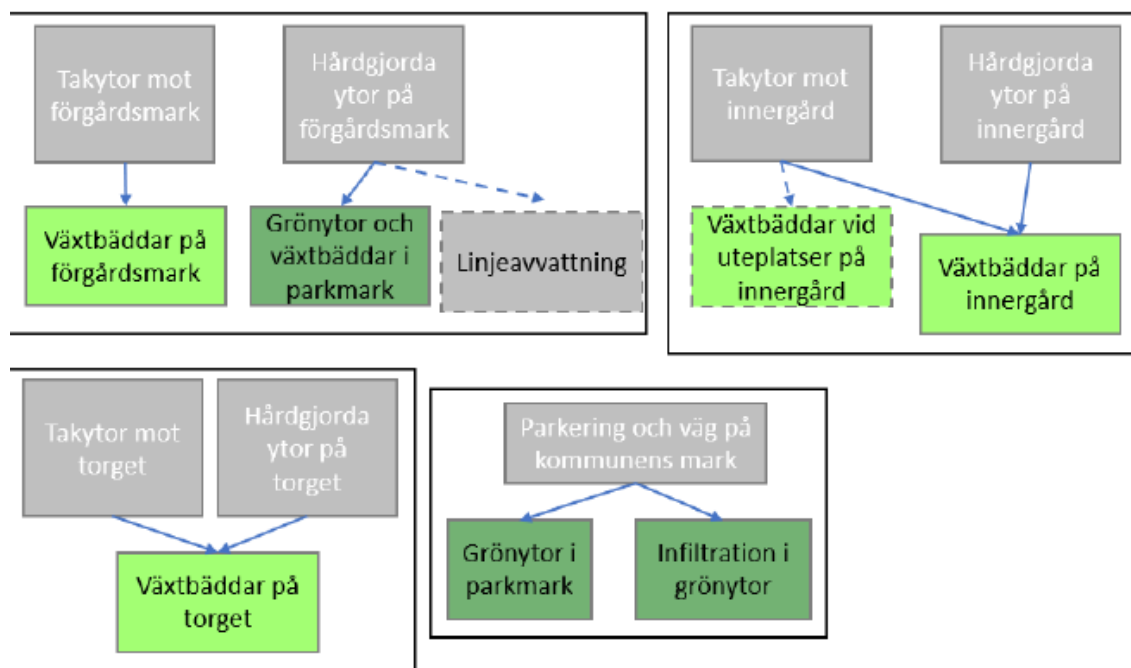 Takytor mot
förgårdsmark
Hårdgjorda
ytor på
förgårdsmark
Växtbäddar på
förgårdsmark
Grönytor och
växtbäddar i
parkmark
Linjeavvattning
Takytor mot
innergård
Hårdgjorda
ytor på
innergård
Växtbäddar vid
uteplatser på
innergård
Växtbäddar på
innergård
Takytor mot
torget
Hårdgjorda
ytor på
torget
Växtbäddar på
torget
Parkering och väg på
kommunens mark
Grönytor i
parkmark
Infiltration i
grönytor